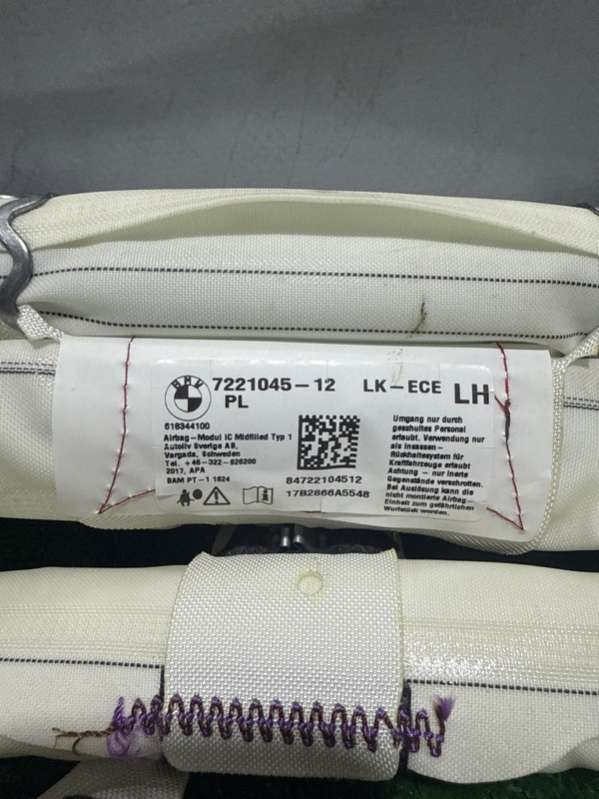 BMW
7221045-12 LK-ECE LH
PL
618344100
Airbag-Modul IC Midfilled Typ 1
Autoliv Sverige AB,
Vargada, Schweden
Tel. +46-322-626200
2017, APA
BAM PT-1 1624
84722104512
17B2866A5548
Umgang nur durch
geschultes Personal
erlaubt. Verwendung nur
als Insassen-
Rückhaltesystem für
Kraftfahrzeuge erlaubt
Achtung - nur inerte
Gegenstände verschrotten.
Bei Auslösung kann die
nicht montierte Airbag-
Einheit zum gefährlichen
Wurfstück werden.